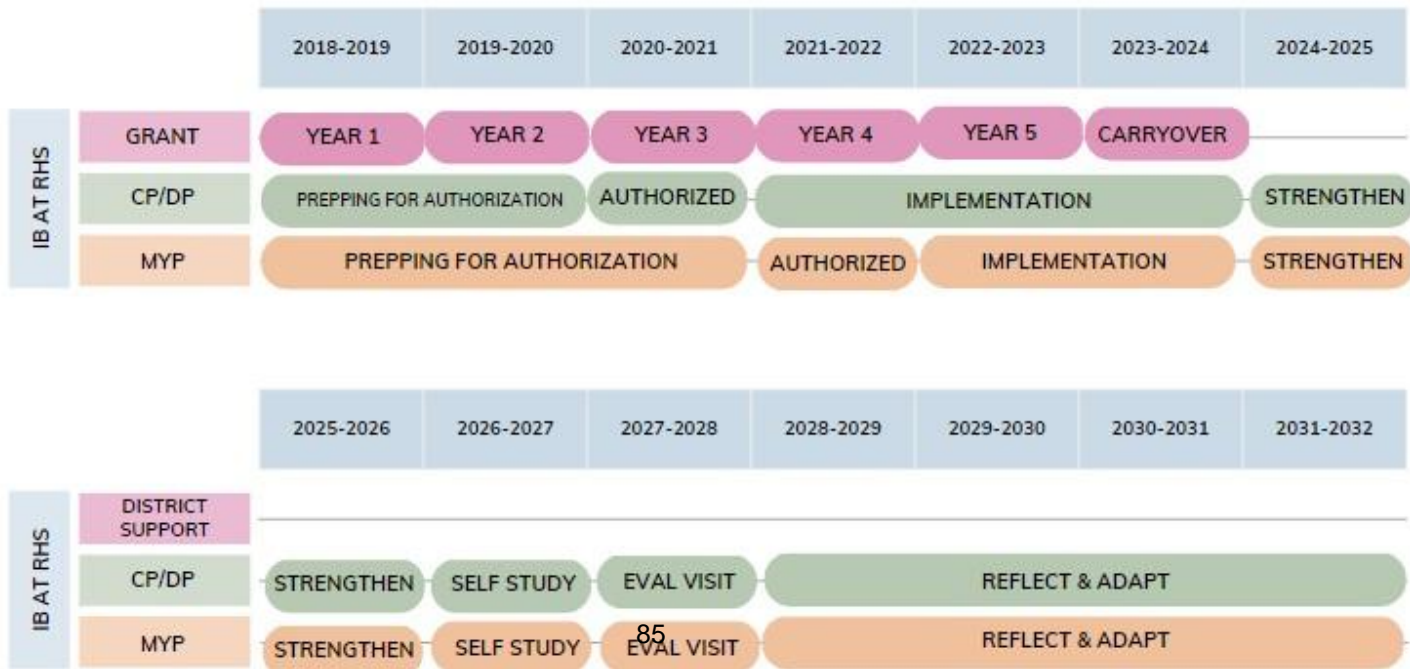 2018-2019 2019-2020 2020-2021 2021-2022 2022-2023 2023-2024 2024-2025
IB AT RHS
GRANT YEAR 1 YEAR 2 YEAR 3 YEAR 4 YEAR 5 CARRYOVER
CP/DP PREPPING FOR AUTHORIZATION AUTHORIZED IMPLEMENTATION STRENGTHEN
MYP PREPPING FOR AUTHORIZATION AUTHORIZED IMPLEMENTATION STRENGTHEN
2025-2026 2026-2027 2027-2028 2028-2029 2029-2030 2030-2031 2031-2032
IB AT RHS
DISTRICT
SUPPORT
CP/DP STRENGTHEN SELF STUDY EVAL VISIT REFLECT & ADAPT
MYP STRENGTHEN SELF STUDY EVAL VISIT REFLECT & ADAPT
85